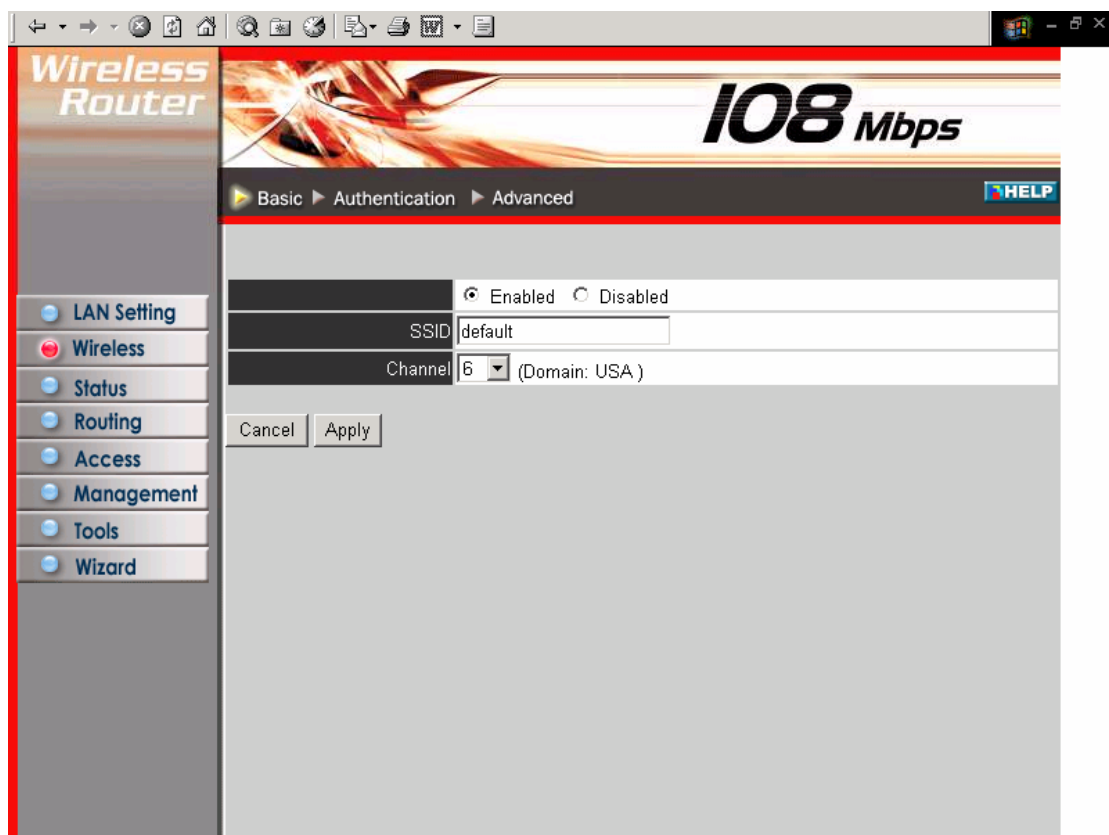 Wireless
Router
108 Mbps
Basic Authentication Advanced HELP
Enabled Disabled
SSID default
Channel 6 (Domain: USA )
Cancel Apply
LAN Setting
Wireless
Status
Routing
Access
Management
Tools
Wizard